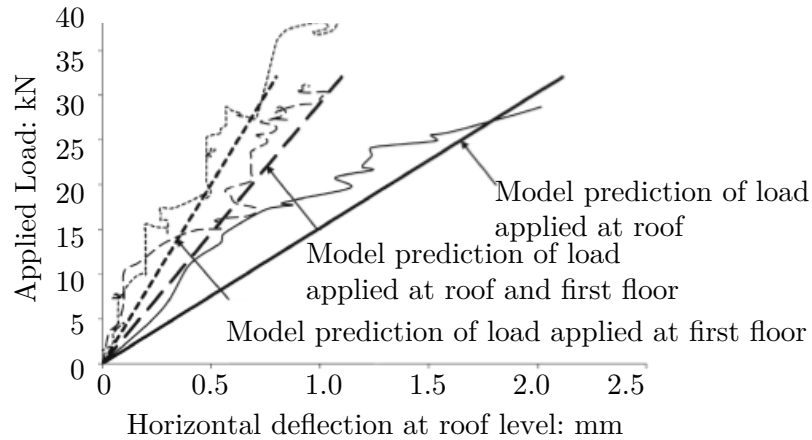 40
35
30
25
20
15
10
5
0
Applied Load: kN
Model prediction of load
applied at roof
Model prediction of load
applied at roof and first floor
Model prediction of load applied at first floor
0 0.5 1.0 1.5 2.0 2.5
Horizontal deflection at roof level: mm